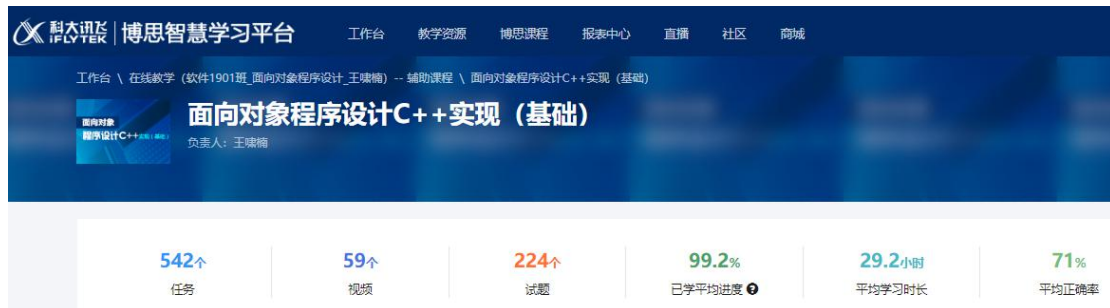 科大讯飞 iFLYTEK | 博思智慧学习平台 工作台 教学资源 博思课程 报表中心 直播 社区 商城
工作台 \ 在线教学（软件1901班_面向对象程序设计_王啸楠）-- 辅助课程 \ 面向对象程序设计C++实现（基础）
面向对象
程序设计C++实现（基础）
面向对象程序设计C++实现（基础）
负责人：王啸楠
542个 59个 224个 99.2% 29.2小时 71%
任务 视频 试题 已学平均进度 平均学习时长 平均正确率